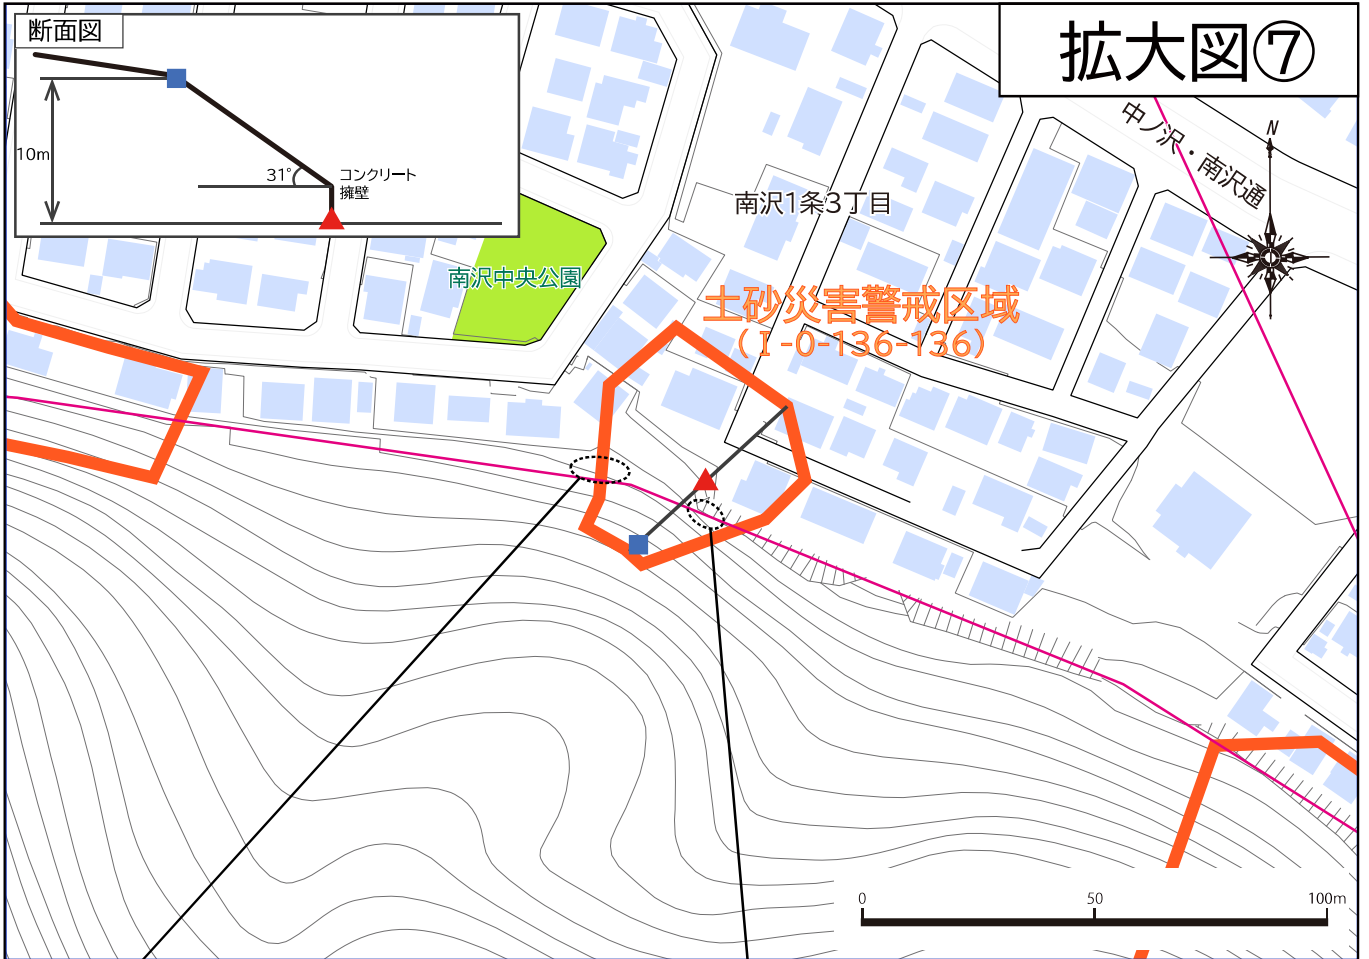 断面図
10m
31°
コンクリート
擁壁
拡大図⑦
中ノ沢・南沢通
N
南沢1条3丁目
南沢中央公園
土砂災害警戒区域
(Ⅰ-0-136-136)
0 50 100m